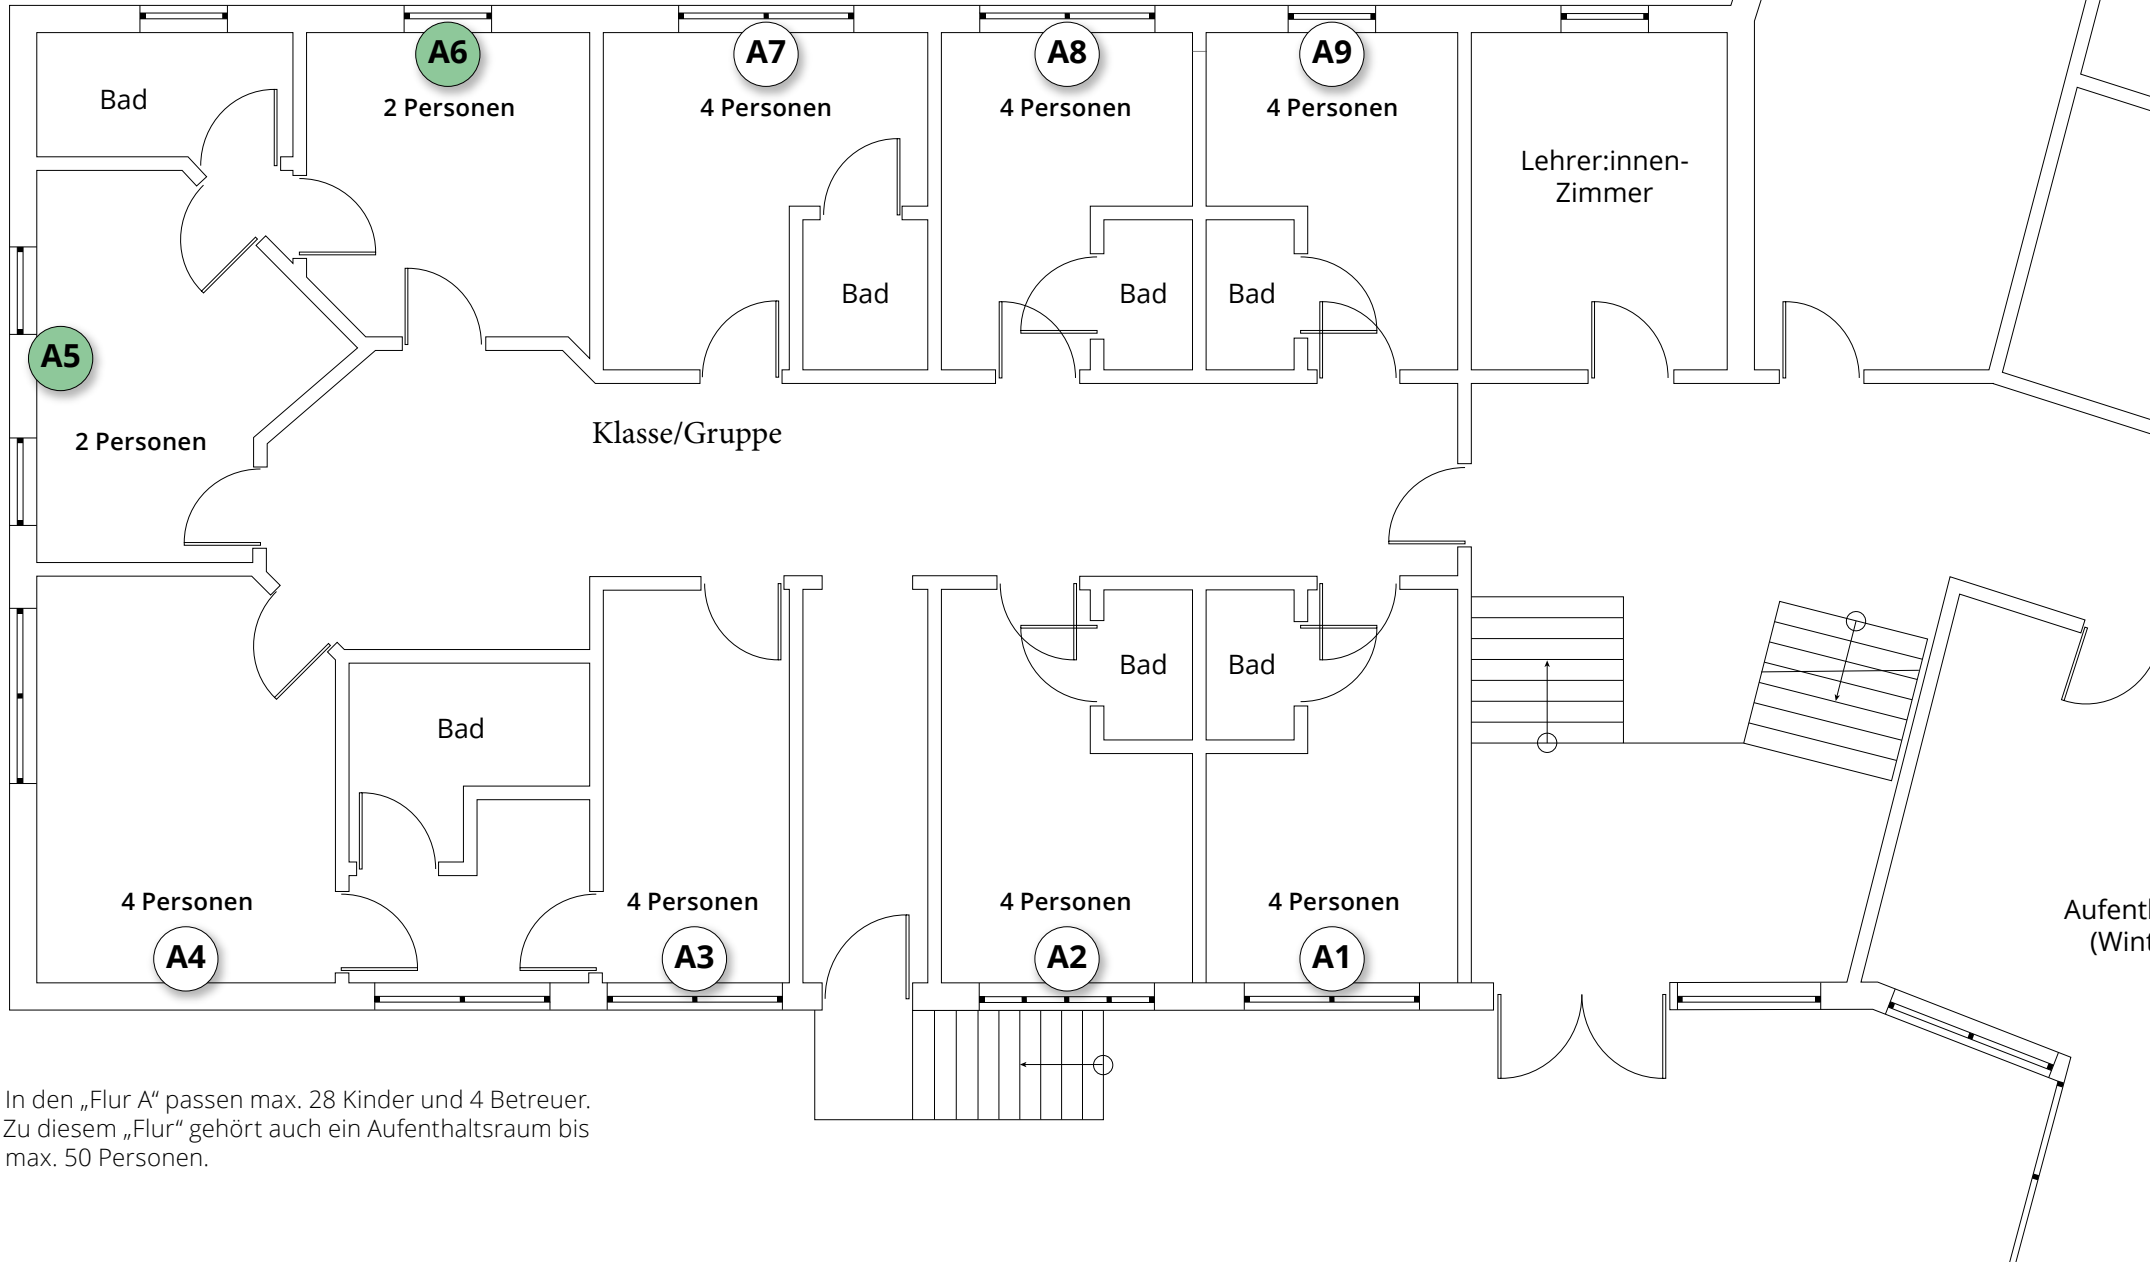 A6
A7
A8
A9
Bad
2 Personen
4 Personen
4 Personen
4 Personen
Lehrer:innen-
Zimmer
Bad
Bad
Bad
A5
2 Personen
Klasse/Gruppe
Bad
Bad
Bad
4 Personen
4 Personen
4 Personen
4 Personen
A4
A3
A2
A1
Aufenth
(Wint
In den „Flur A“ passen max. 28 Kinder und 4 Betreuer.
Zu diesem „Flur“ gehört auch ein Aufenthaltsraum bis
max. 50 Personen.